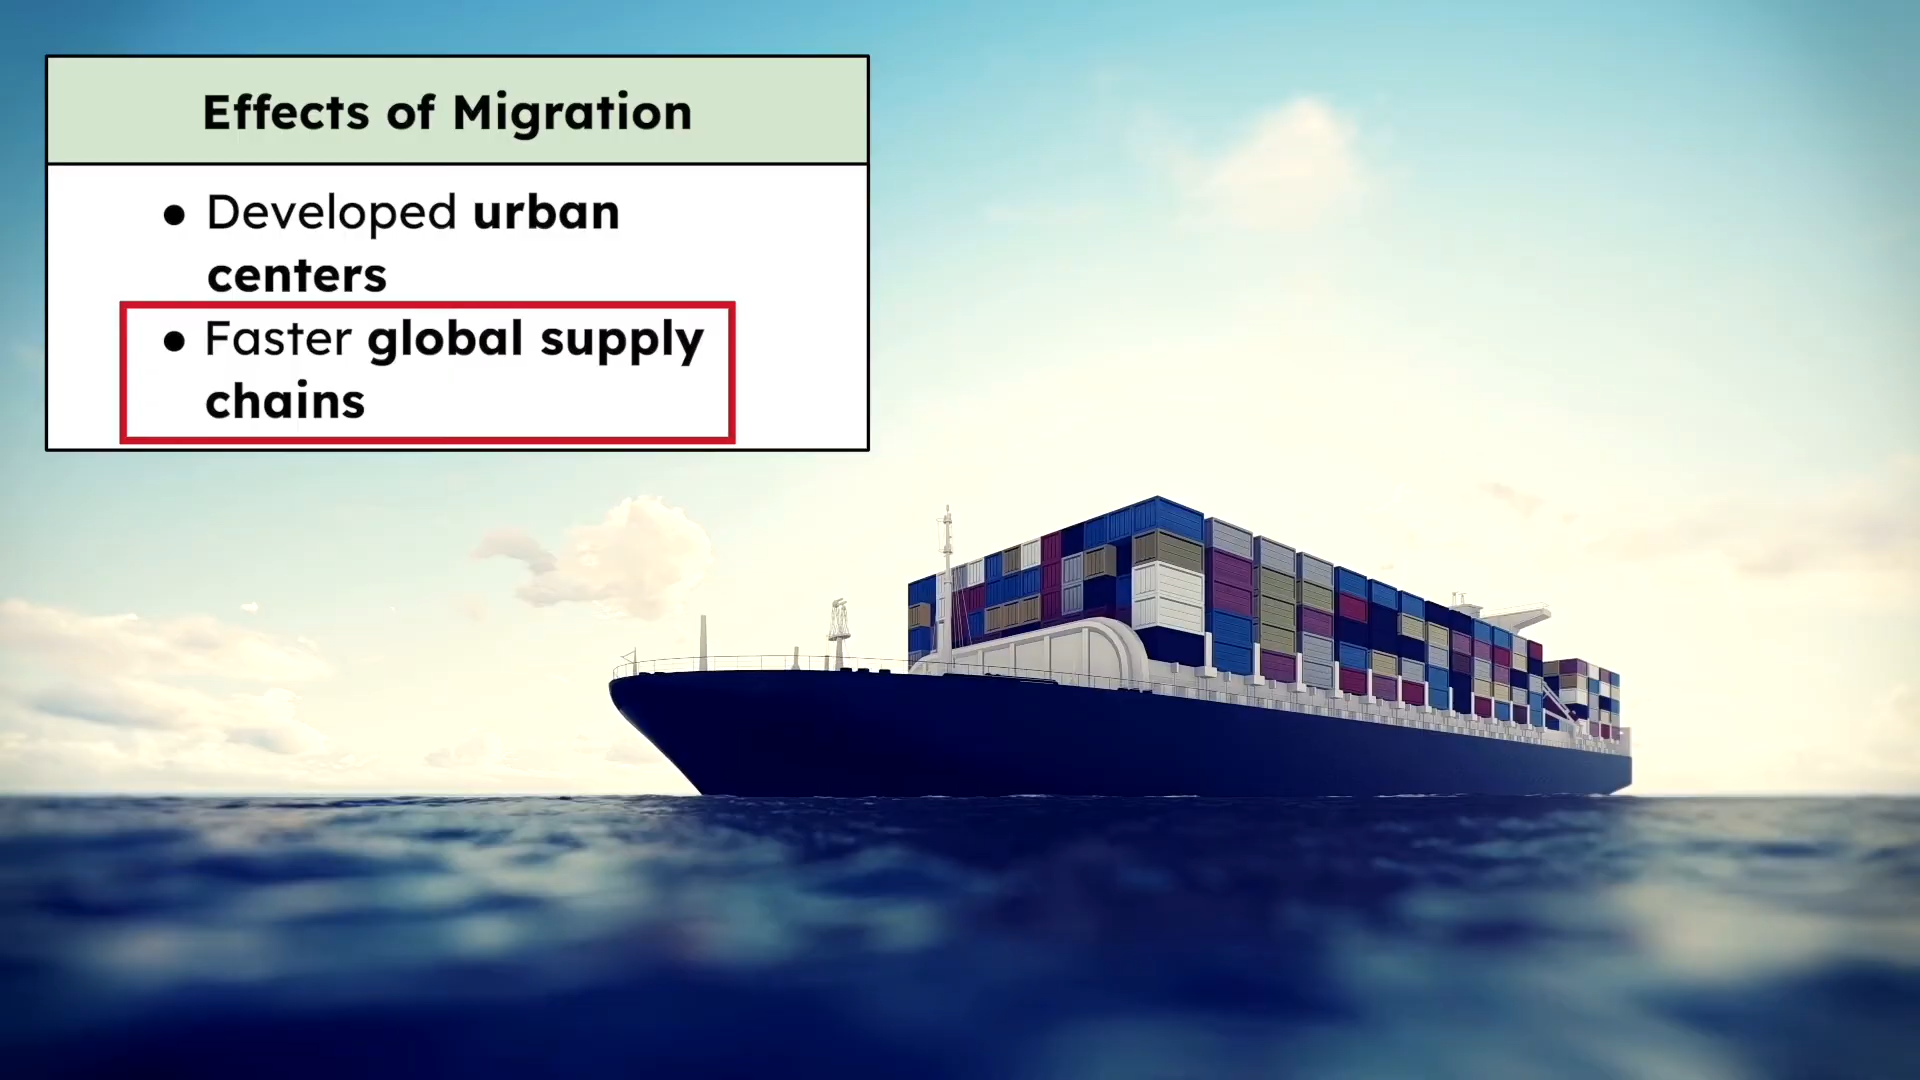 Effects of Migration
● Developed urban
centers
● Faster global supply
chains